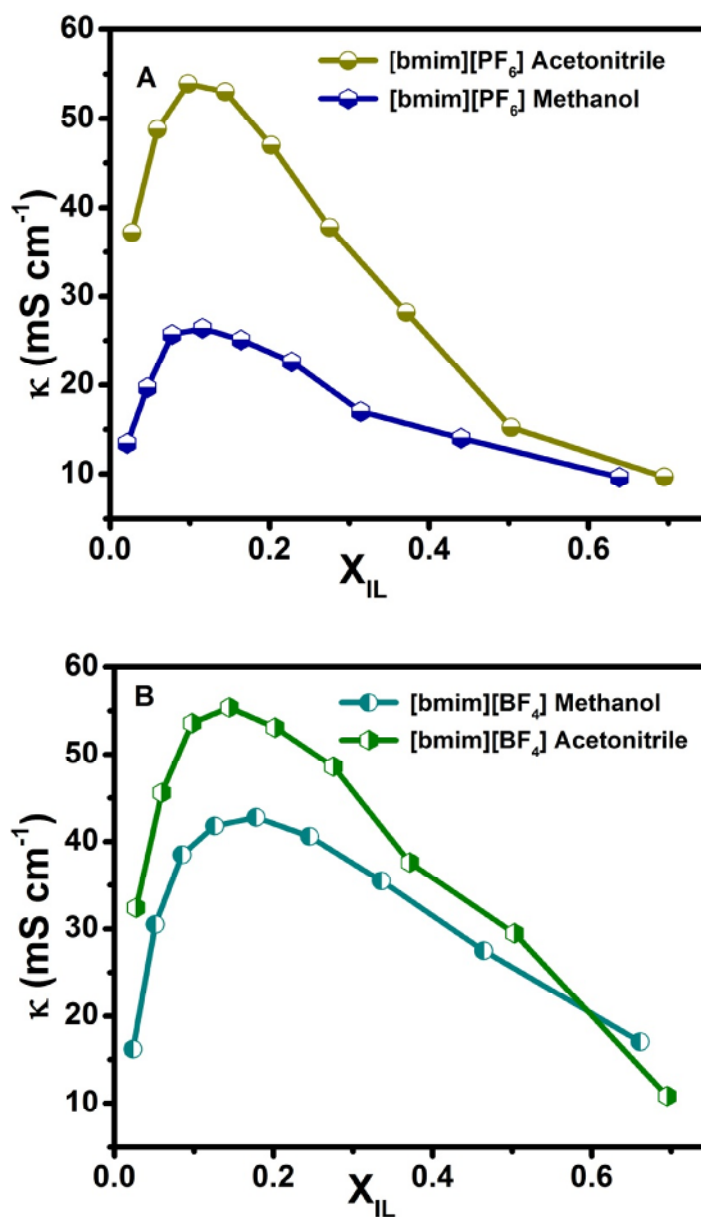 60
A
[bmim][PF₆] Acetonitrile
[bmim][PF₆] Methanol
50
40
30
20
10
κ (mS cm⁻¹)
0.0 0.2 0.4 0.6
X_IL
60
B
[bmim][BF₄] Methanol
[bmim][BF₄] Acetonitrile
50
40
30
20
10
κ (mS cm⁻¹)
0.0 0.2 0.4 0.6
X_IL